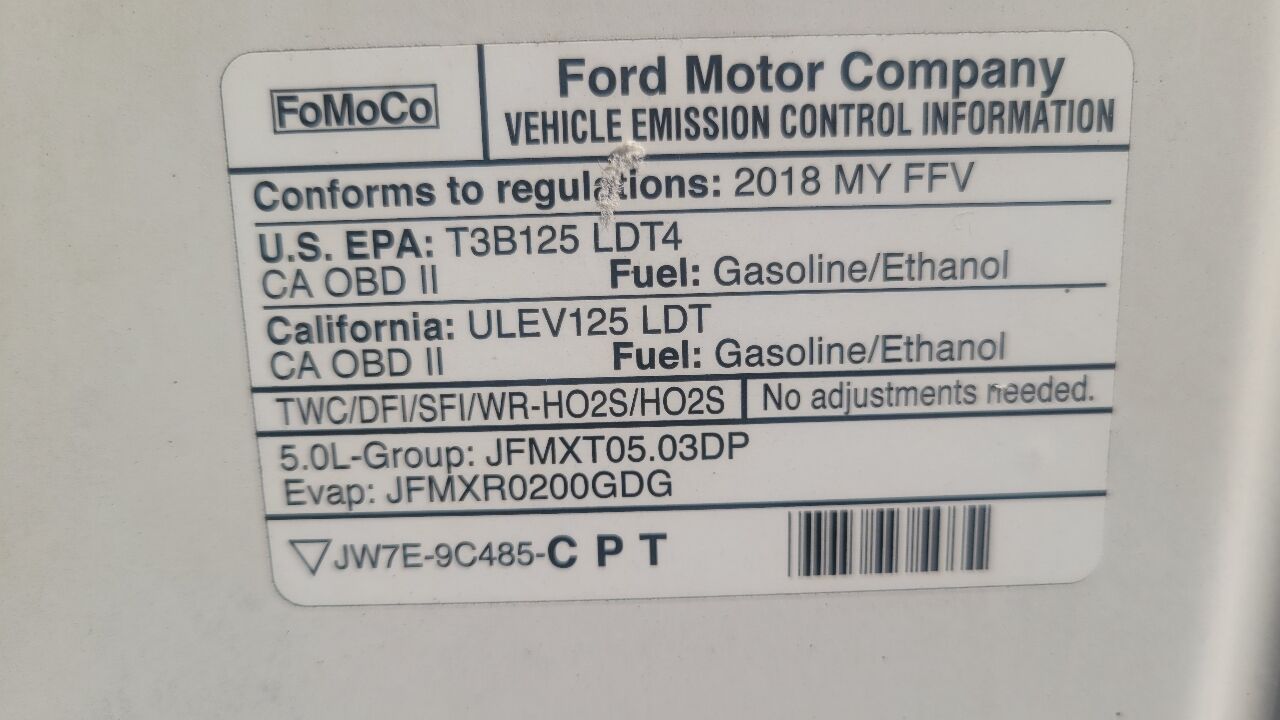 FoMoCo
Ford Motor Company
VEHICLE EMISSION CONTROL INFORMATION
Conforms to regulations: 2018 MY FFV
U.S. EPA: T3B125 LDT4
CA OBD II Fuel: Gasoline/Ethanol
California: ULEV125 LDT
CA OBD II Fuel: Gasoline/Ethanol
TWC/DFI/SFI/WR-HO2S/HO2S No adjustments needed.
5.0L-Group: JFMXT05.03DP
Evap: JFMXR0200GDG
JW7E-9C485-C P T